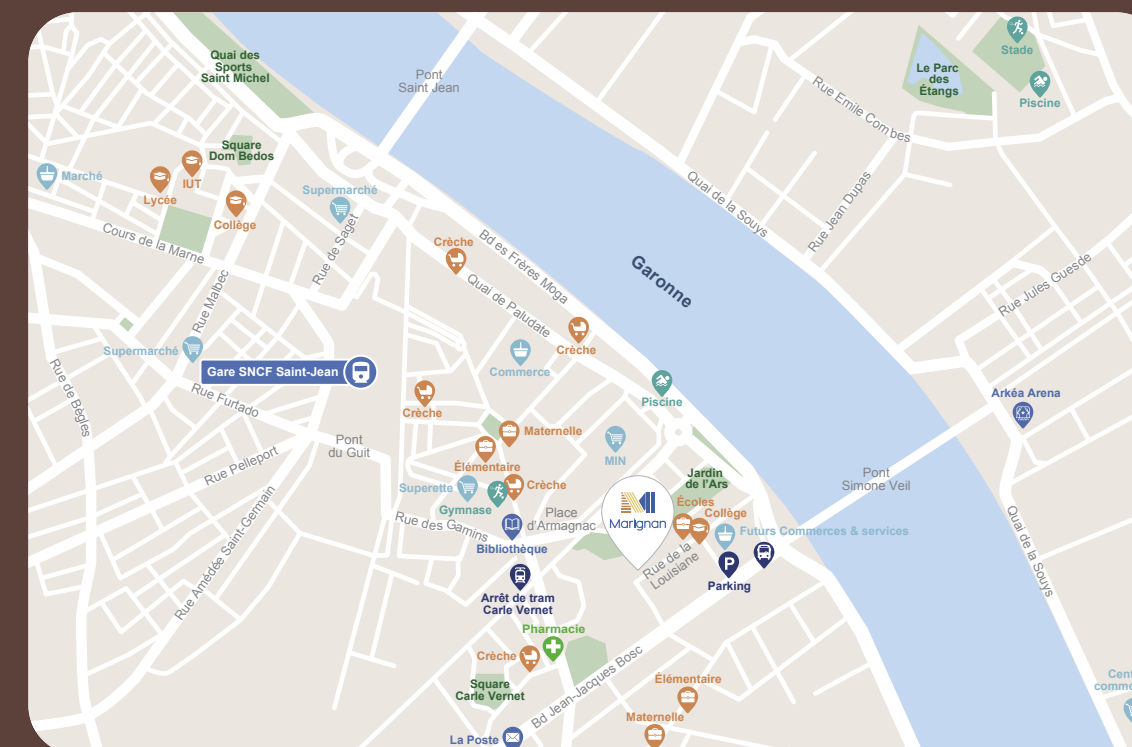 Quai des
Sports
Saint Michel
Pont
Saint Jean
Stade
Le Parc
des
Étangs
Piscine
Rue Emile Combes
Square
Dom Bedos
Marché
IUT
Lycée
Supermarché
Collège
Quai de la Souys
Rue Jean Dupas
Cours de la Marne
Rue de Saget
Crèche
Bd es Frères Moga
Garonne
Rue Jules Guesde
Rue Malbec
Quai de Paludate
Supermarché
Crèche
Gare SNCF Saint-Jean
Commerce
Rue de Bègles
Rue Furtado
Crèche
Piscine
Arkéa Arena
Maternelle
Pont
du Guit
MIN
Rue Pelleport
Élémentaire
Jardin
de l'Ars
Pont
Simone Veil
Superette
Crèche
Gymnase
Écoles
Collège
Place
d'Armagnac
Marignan
Rue des Gamins
Futurs Commerces & services
Bibliothèque
Rue de la
Louisiane
P
Parking
Quai de la Souys
Rue Amédée Saint-Germain
Arrêt de tram
Carle Vernet
Pharmacie
Crèche
Square
Carle Vernet
Bd Jean-Jacques Bosc
Élémentaire
Maternelle
La Poste